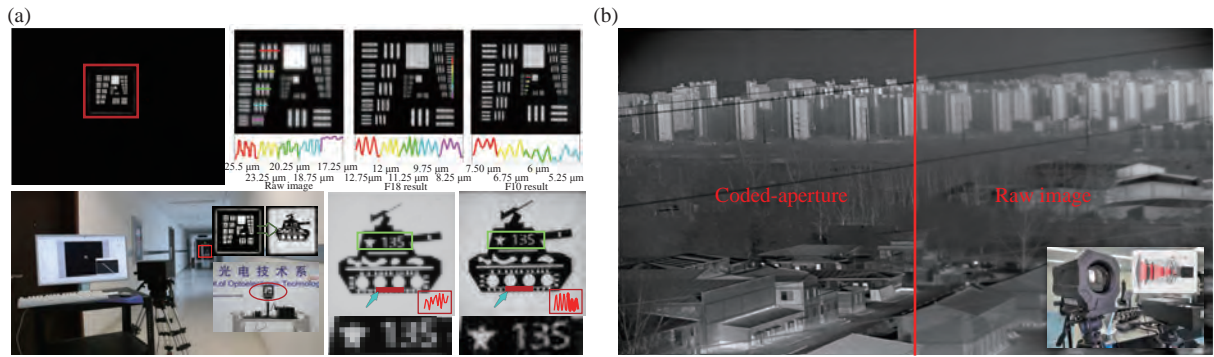 (a)
(b)
25.5 μm
20.25 μm
17.25 μm
23.25 μm
18.75 μm
Raw image
12 μm
9.75 μm
12.75μm
11.25 μm
8.25 μm
F18 result
7.50 μm
6 μm
6.75 μm
5.25 μm
F10 result
Coded-aperture
Raw image
光电技术系
of Optoelectronic Technology
135
135
135
135